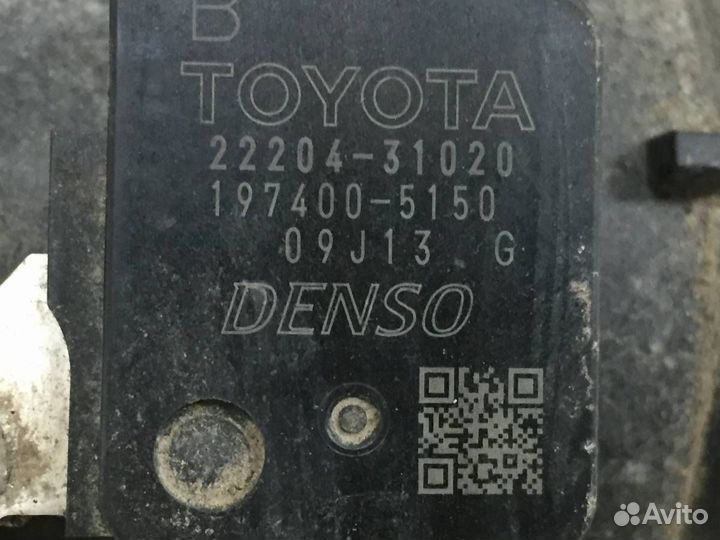 B
TOYOTA
22204-31020
197400-5150
09J13 G
DENSO
Avito